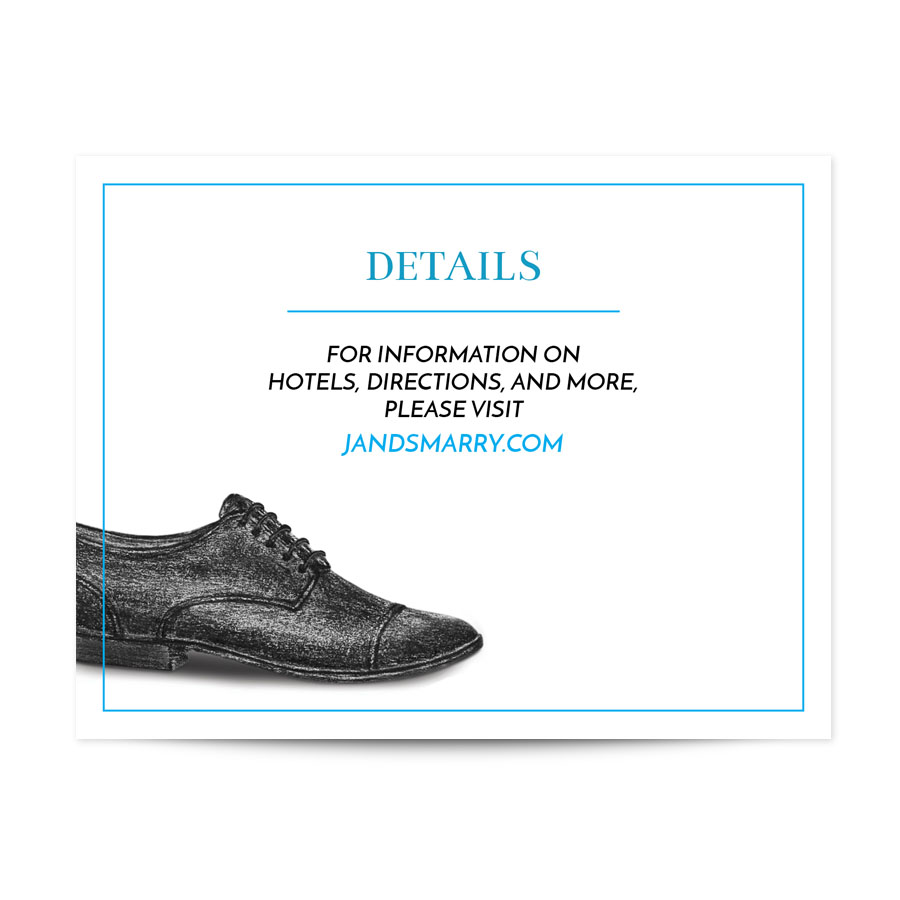 DETAILS
FOR INFORMATION ON
HOTELS, DIRECTIONS, AND MORE,
PLEASE VISIT
JANDSMARRY.COM